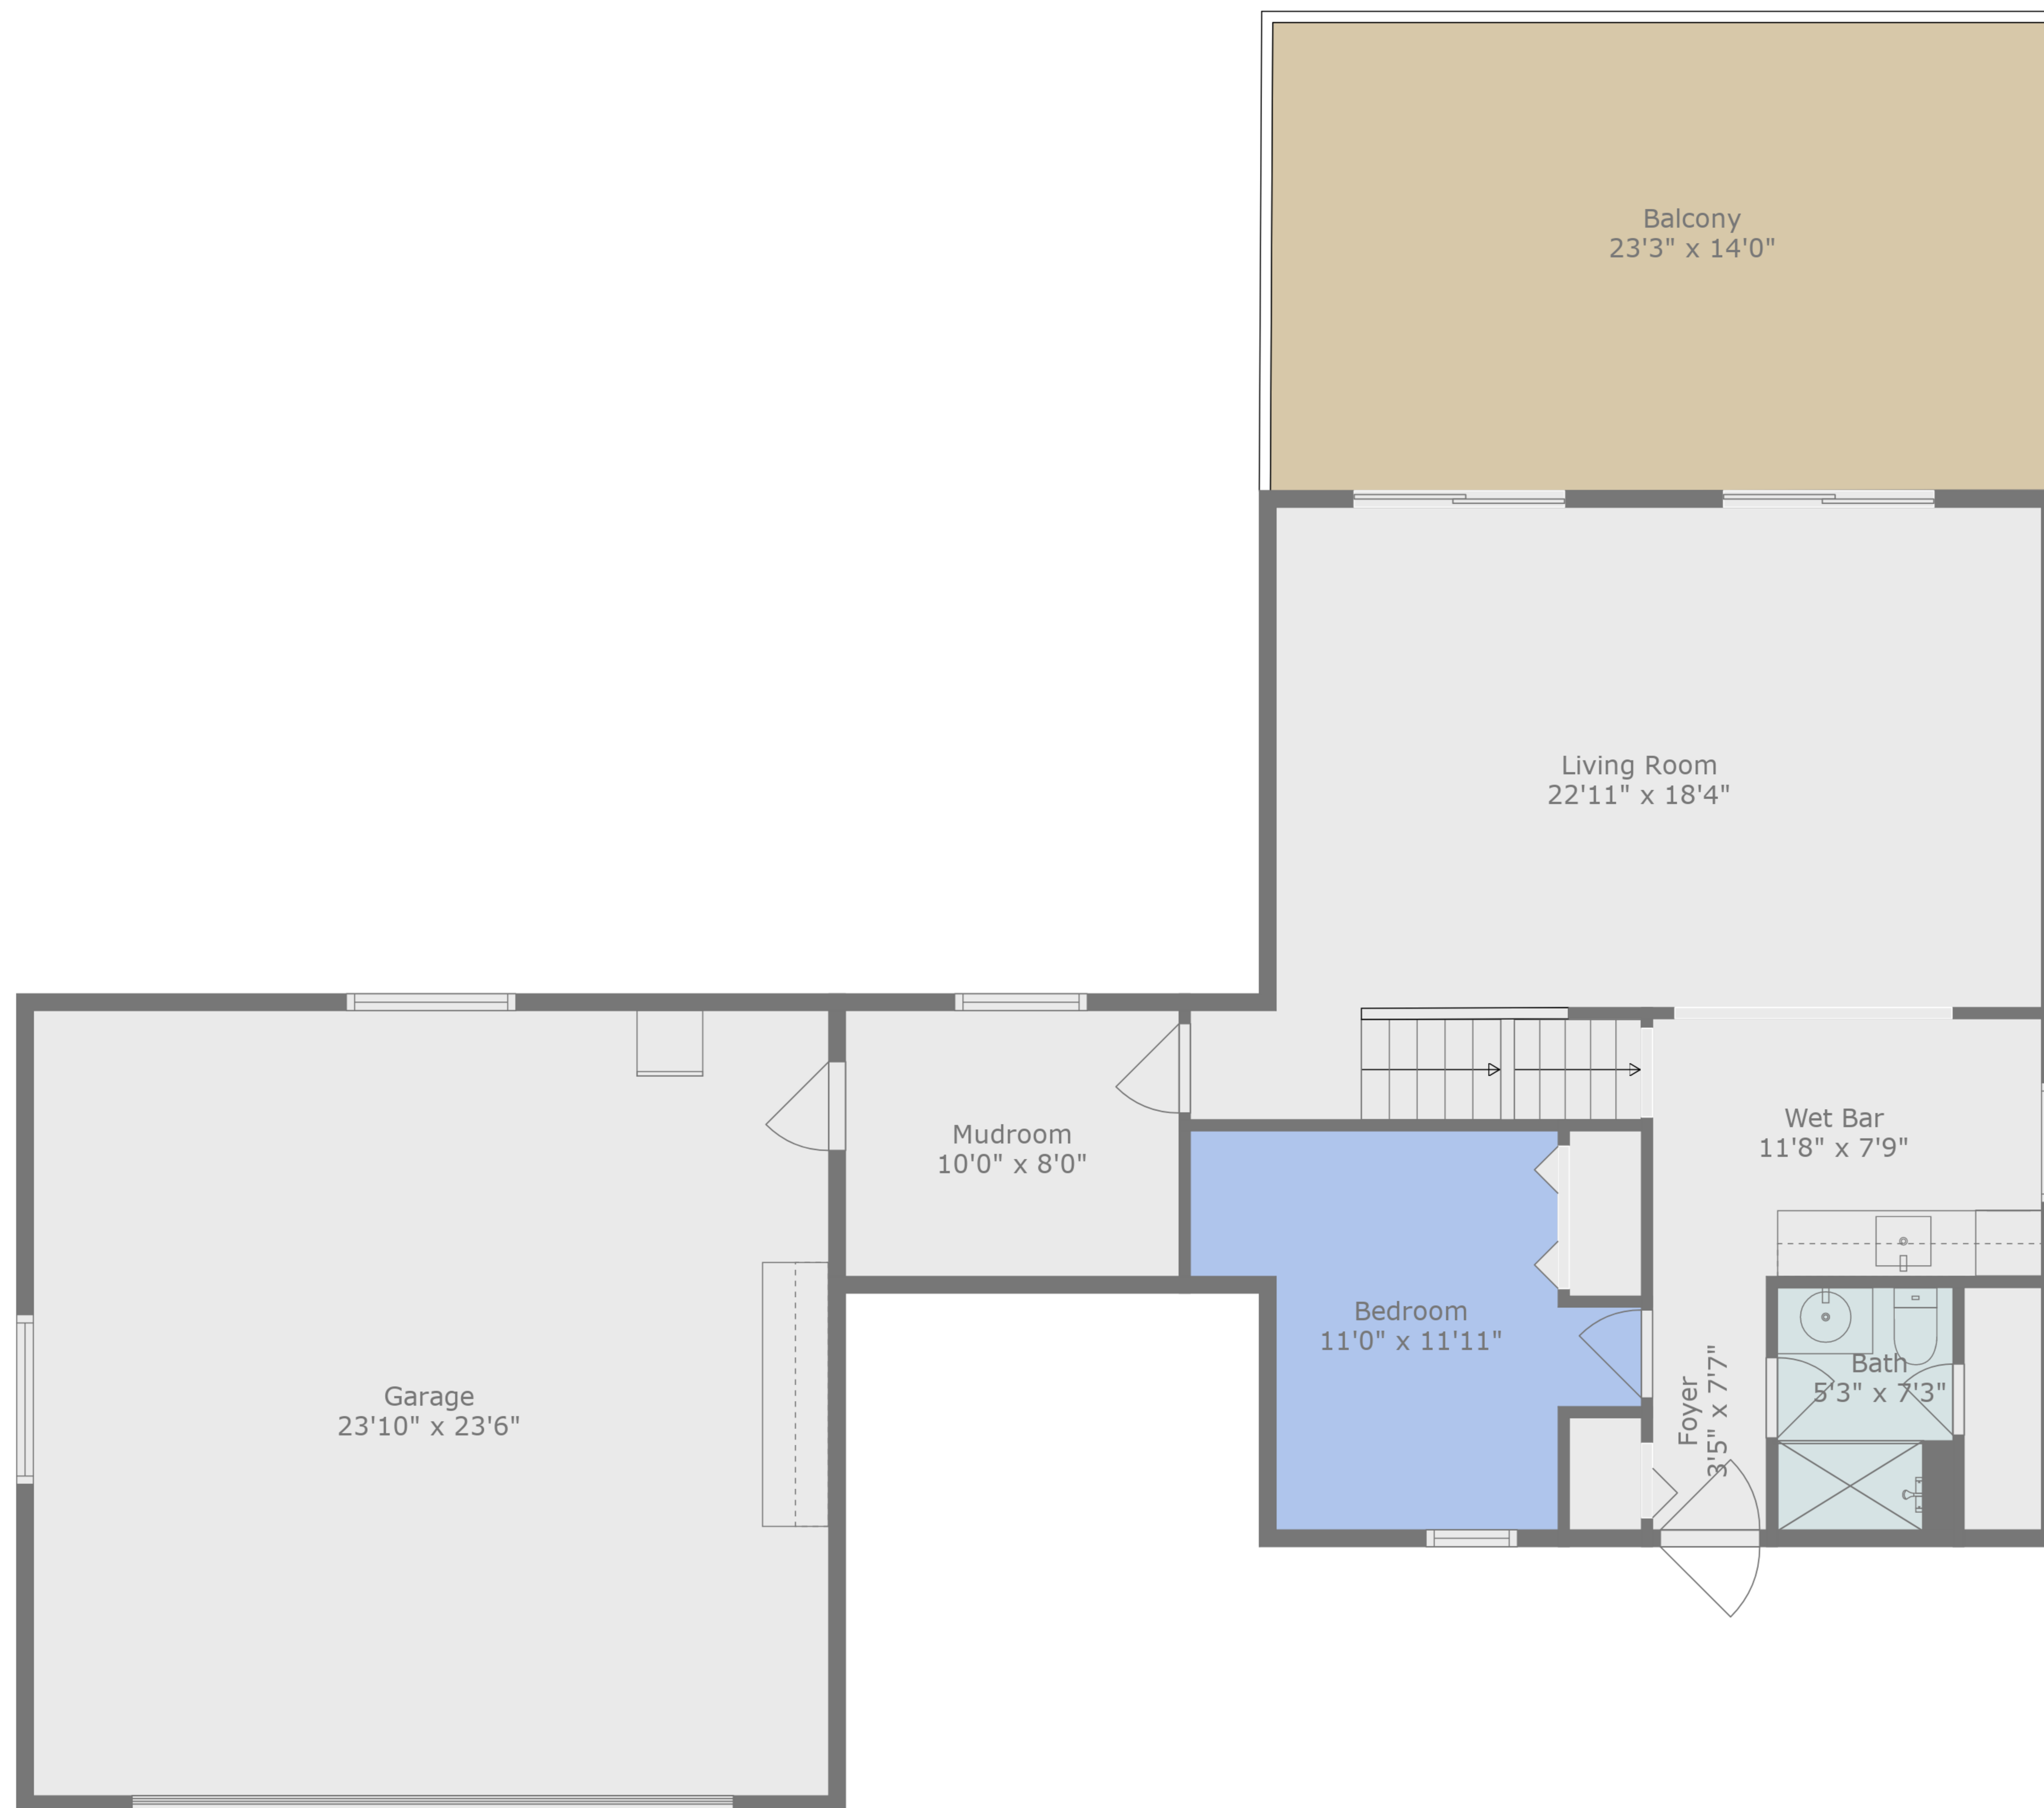 Balcony
23'3" x 14'0"
Living Room
22'11" x 18'4"
Mudroom
10'0" x 8'0"
Wet Bar
11'8" x 7'9"
Bedroom
11'0" x 11'11"
Garage
23'10" x 23'6"
Foyer
3'5" x 7'7"
Bath
5'3" x 7'3"